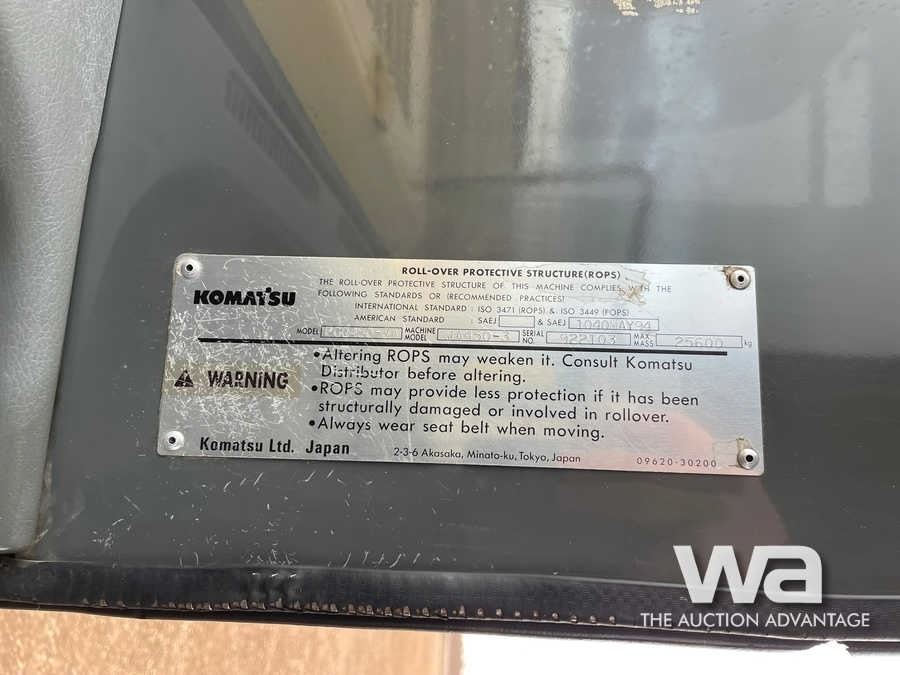 ROLL-OVER PROTECTIVE STRUCTURE(ROPS)
KOMATSU
THE ROLL-OVER PROTECTIVE STRUCTURE OF THIS MACHINE COMPLIES WITH THE
FOLLOWING STANDARDS OR (RECOMMENDED PRACTICES)
INTERNATIONAL STANDARD : ISO 3471 (ROPS) & ISO 3449 (FOPS)
AMERICAN STANDARD : SAEJ & SAEJ 1040MAY94
MODEL MACHINE MODEL SERIAL NO. 922103 MAX MASS 25600 kg
WARNING
•Altering ROPS may weaken it. Consult Komatsu
Distributor before altering.
•ROPS may provide less protection if it has been
structurally damaged or involved in rollover.
•Always wear seat belt when moving.
Komatsu Ltd. Japan
2-3-6 Akasaka, Minato-ku, Tokyo, Japan
09620-30200
wa
THE AUCTION ADVANTAGE